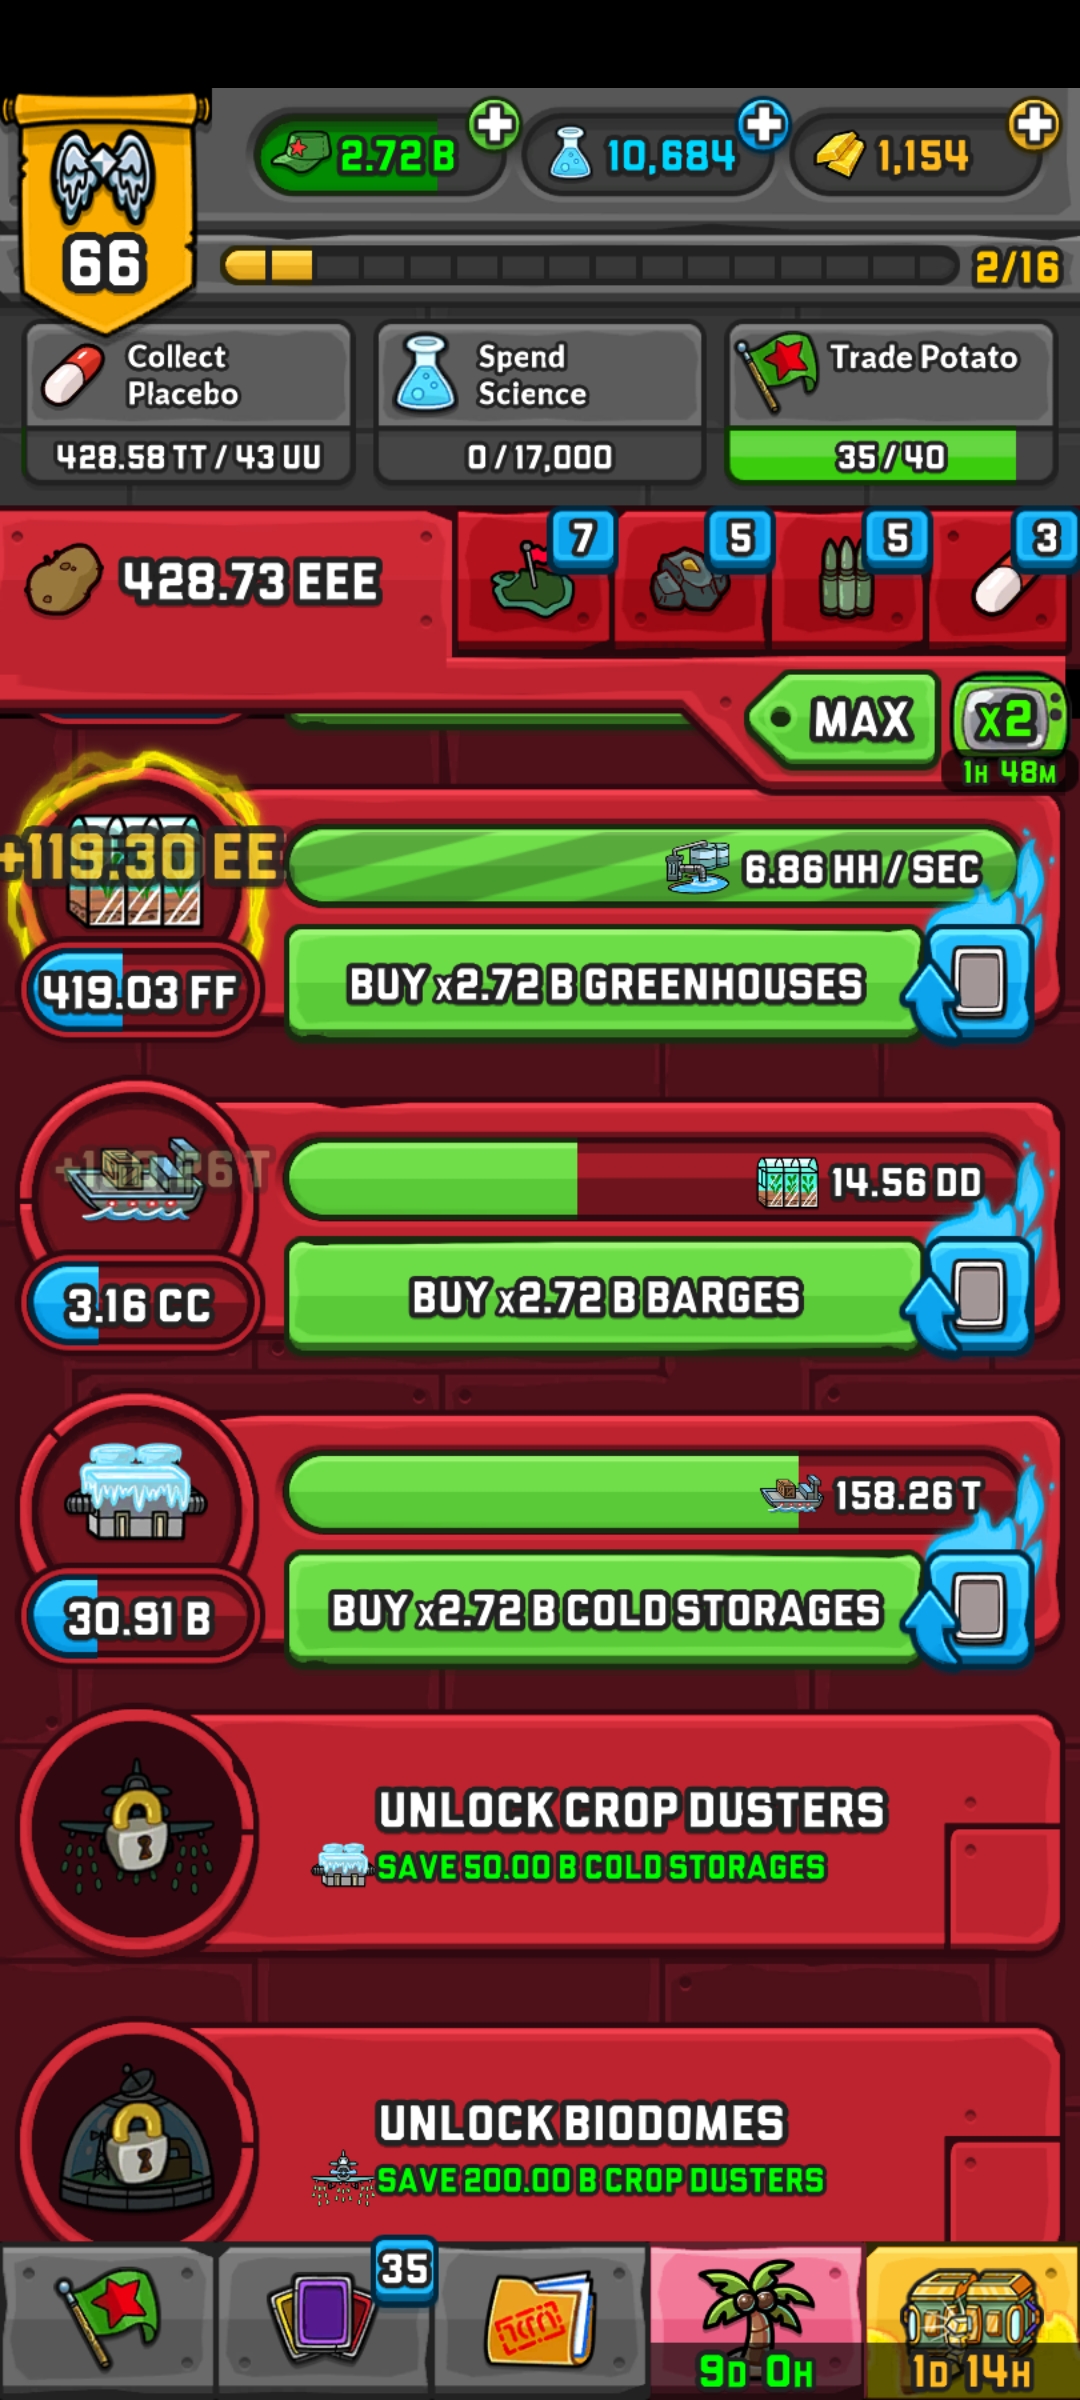 66
2.72 B
10,684
1,154
2/16
Collect
Placebo
428.58 TT / 43 UU
Spend
Science
0 / 17,000
Trade Potato
35 / 40
428.73 EEE
7
5
5
3
MAX
x2
1H 48M
+119.30 EE
6.86 HH / SEC
419.03 FF
BUY x2.72 B GREENHOUSES
14.56 DD
3.16 CC
BUY x2.72 B BARGES
158.26 T
30.91 B
BUY x2.72 B COLD STORAGES
UNLOCK CROP DUSTERS
SAVE 50.00 B COLD STORAGES
UNLOCK BIODOMES
SAVE 200.00 B CROP DUSTERS
35
9D 0H
1D 14H